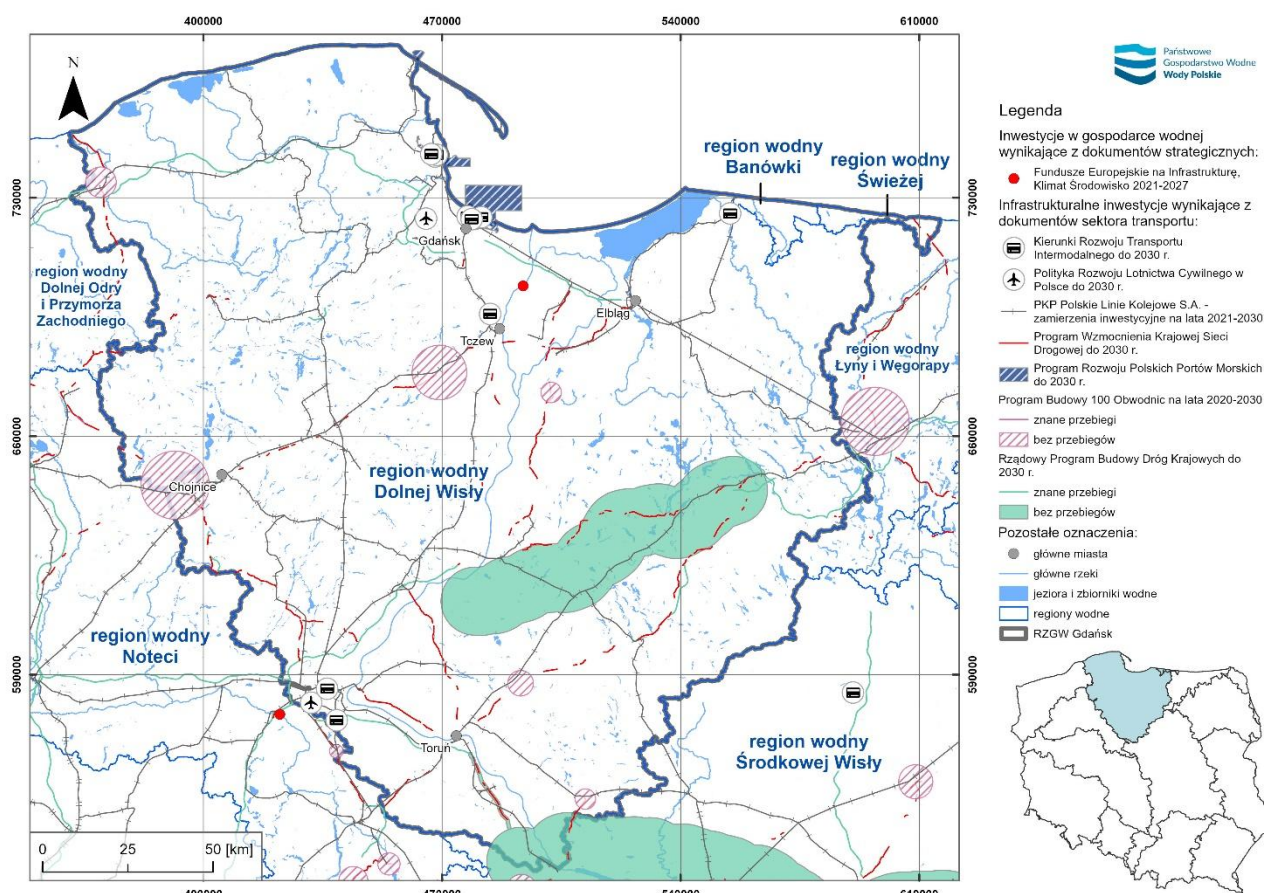 400000
470000
540000
610000
N
730000
730000
660000
660000
590000
590000
region wodny
Banówki
region wodny
Świeżej
region wodny
Dolnej Odry
i Przymorza
Zachodniego
Gdańsk
Elbląg
Tczew
region wodny
Łyny i Węgorapy
region wodny
Dolnej Wisły
Chojnice
region wodny
Noteci
Toruń
region wodny
Środkowej Wisły
0 25 50 [km]
400000
470000
540000
610000
Państwowe
Gospodarstwo Wodne
Wody Polskie
Legenda
Inwestycje w gospodarce wodnej
wynikające z dokumentów strategicznych:
Fundusze Europejskie na Infrastrukturę,
Klimat Środowisko 2021-2027
Infrastrukturalne inwestycje wynikające z
dokumentów sektora transportu:
Kierunki Rozwoju Transportu
Intermodalnego do 2030 r.
Polityka Rozwoju Lotnictwa Cywilnego w
Polsce do 2030 r.
PKP Polskie Linie Kolejowe S.A. -
zamierzenia inwestycyjne na lata 2021-2030
Program Wzmocnienia Krajowej Sieci
Drogowej do 2030 r.
Program Rozwoju Polskich Portów Morskich
do 2030 r.
Program Budowy 100 Obwodnic na lata 2020-2030
znane przebiegi
bez przebiegów
Rządowy Program Budowy Dróg Krajowych do
2030 r.
znane przebiegi
bez przebiegów
Pozostałe oznaczenia:
główne miasta
główne rzeki
jeziora i zbiorniki wodne
regiony wodne
RZGW Gdańsk